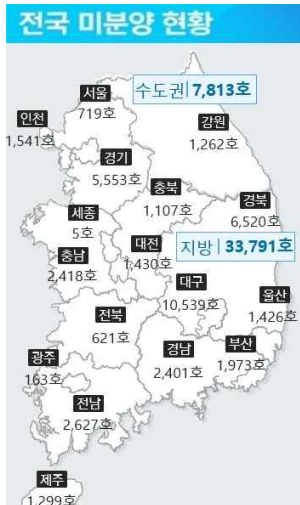 전국 미분양 현황
서울
719호
수도권 | 7,813호
인천
1,541호
강원
1,262호
경기
5,553호
충북
1,107호
경북
6,520호
세종
5호
대전
1,430호
지방 | 33,791호
충남
2,418호
대구
10,539호
울산
1,426호
전북
621호
경남
2,401호
부산
1,973호
광주
163호
전남
2,627호
제주
1,299호